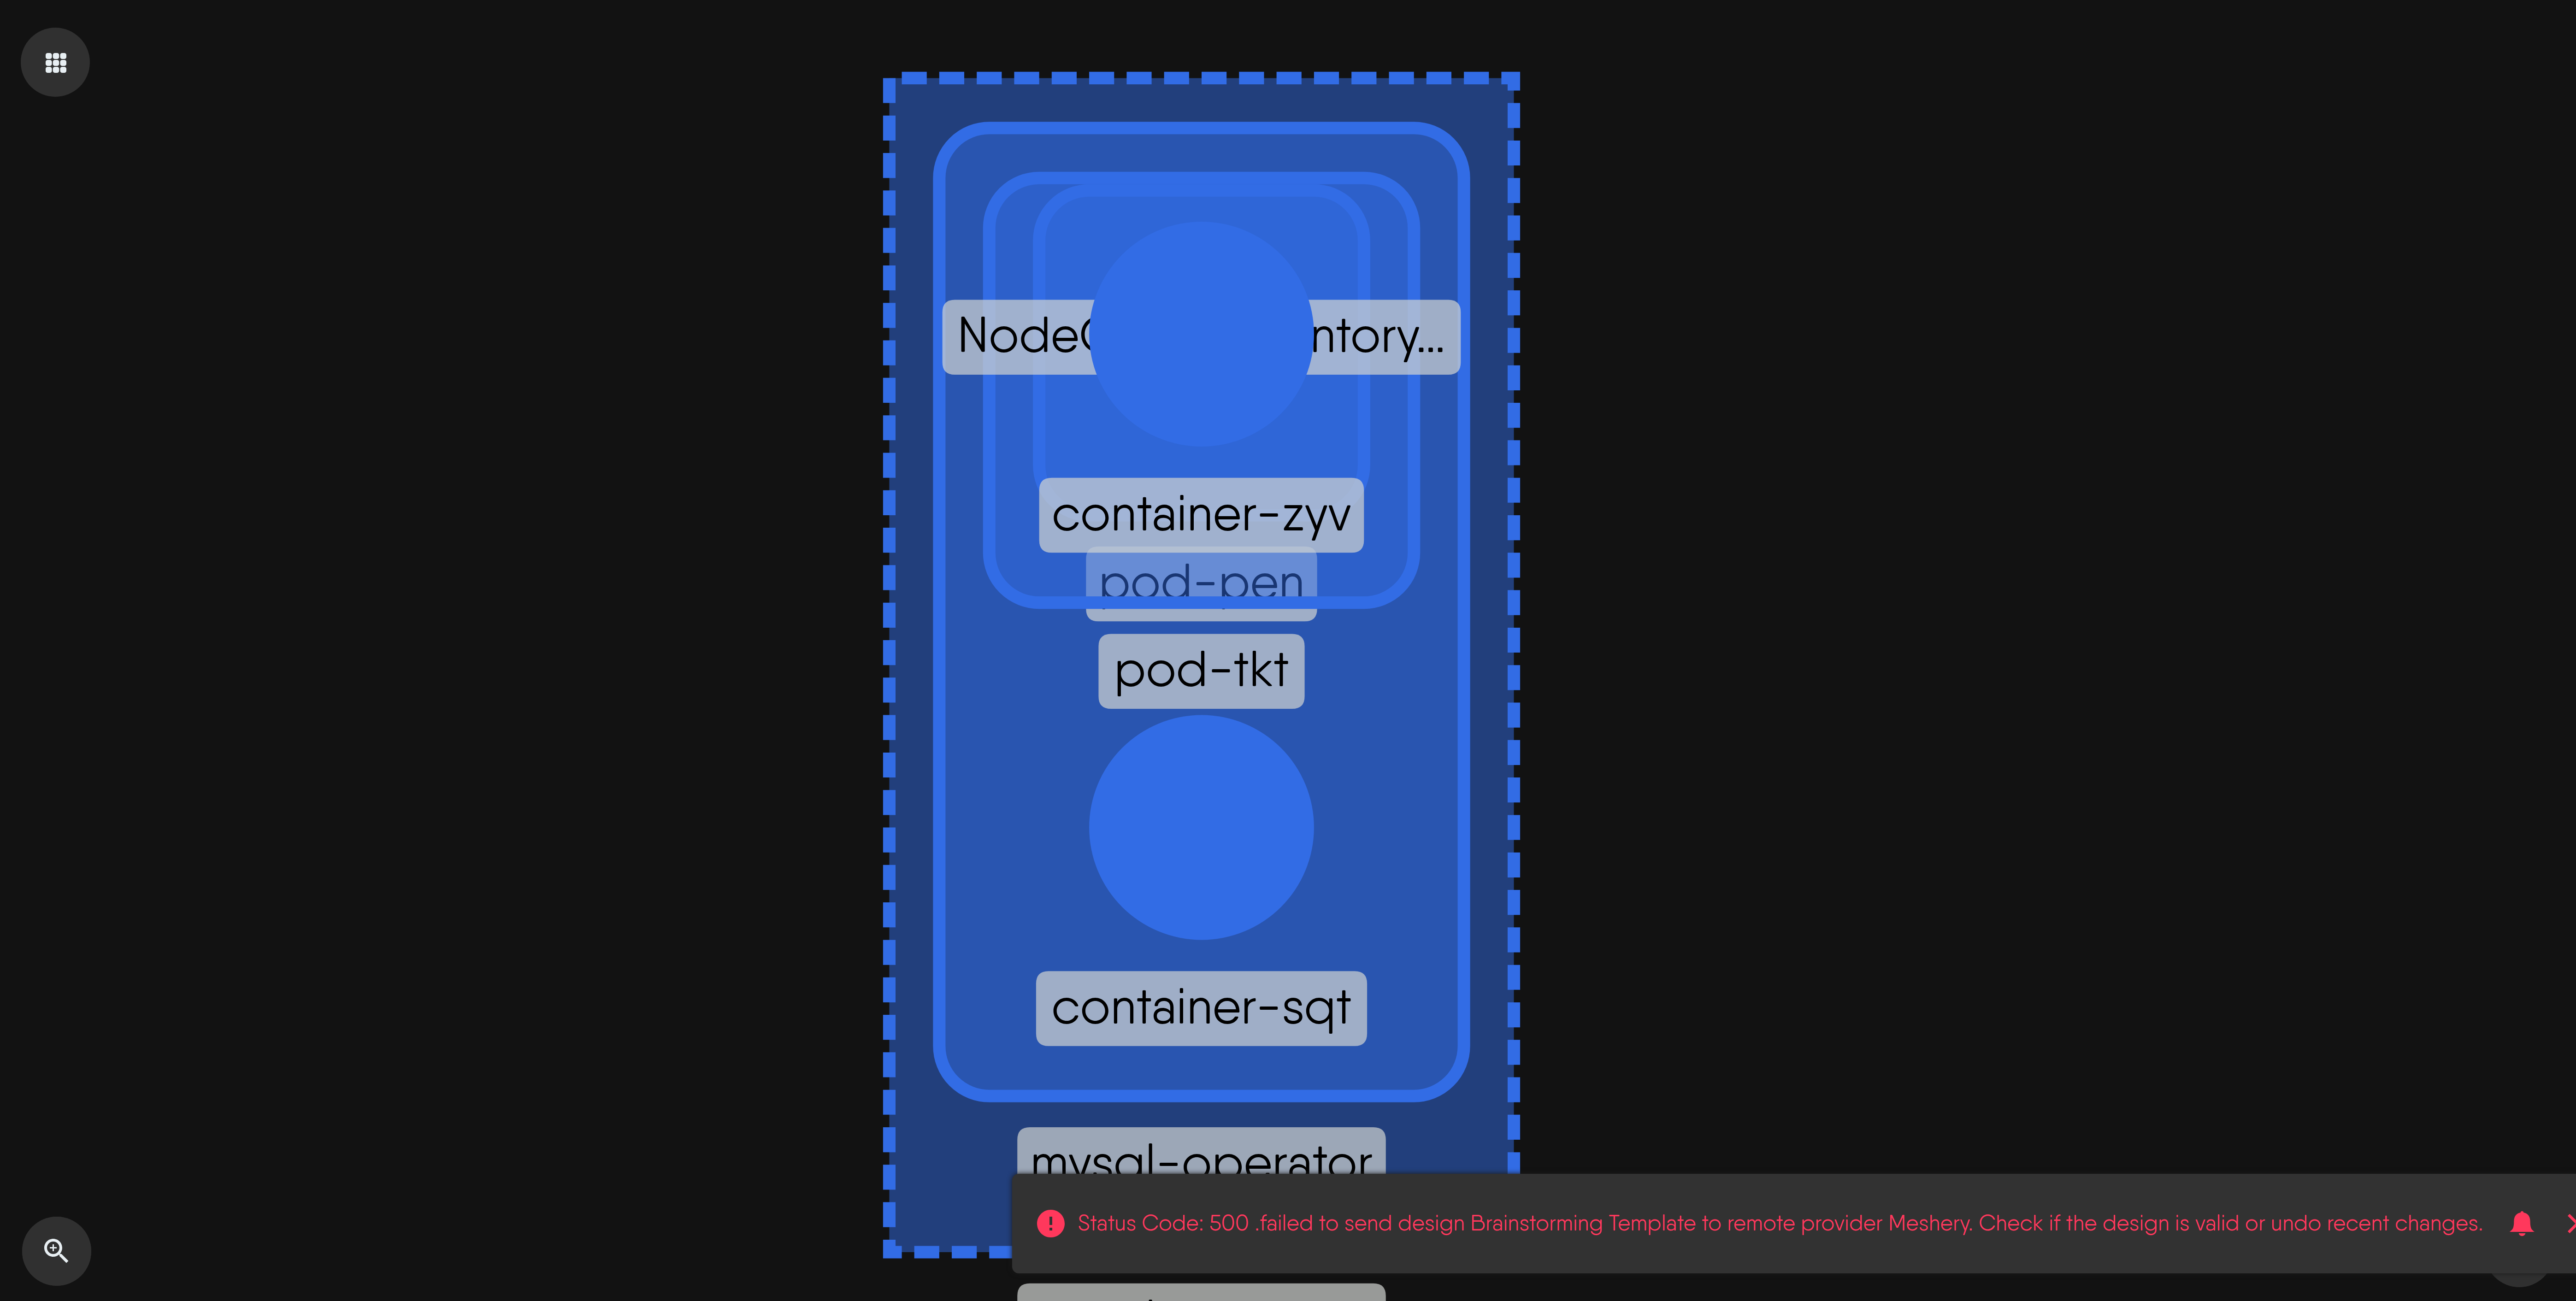 NodeC ntory...
container-zyv
pod-pen
pod-tkt
container-sqt
mysql-operator
Status Code: 500 .failed to send design Brainstorming Template to remote provider Meshery. Check if the design is valid or undo recent changes.